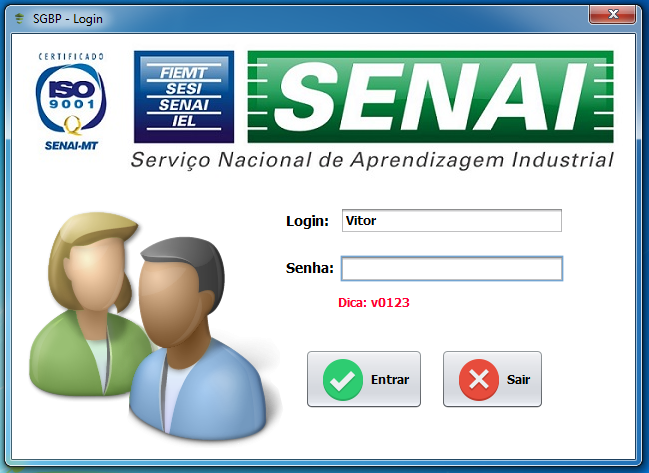 SGBP - Login
CERTIFICADO
ISO
9001
Q
SENAI-MT
FIEMT
SESI
SENAI
IEL
SENAI
Serviço Nacional de Aprendizagem Industrial
Login: Vitor
Senha:
Dica: v0123
Entrar Sair